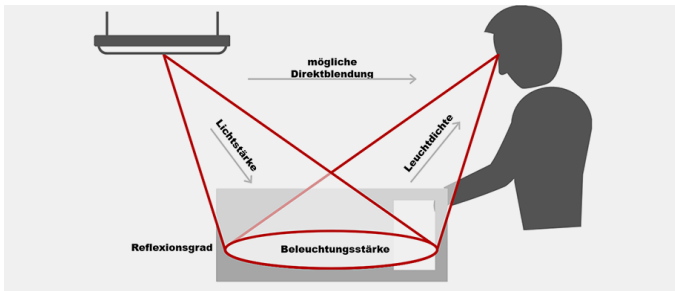 mögliche
Direktblendung
Lichtstärke
Leuchtdichte
Reflexionsgrad
Beleuchtungsstärke